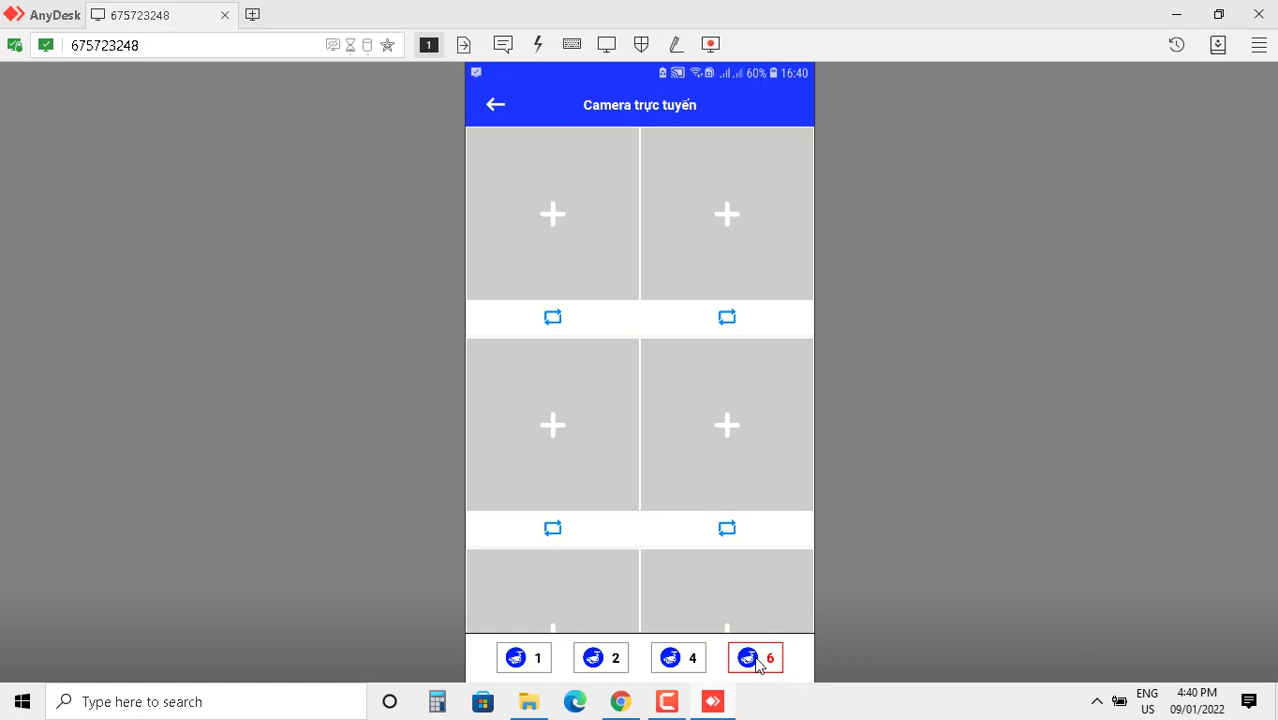 AnyDesk
675723248
675723248
1
60% 16:40
Camera trực tuyến
1
2
4
6
Type here to search
ENG
US
4:40 PM
09/01/2022